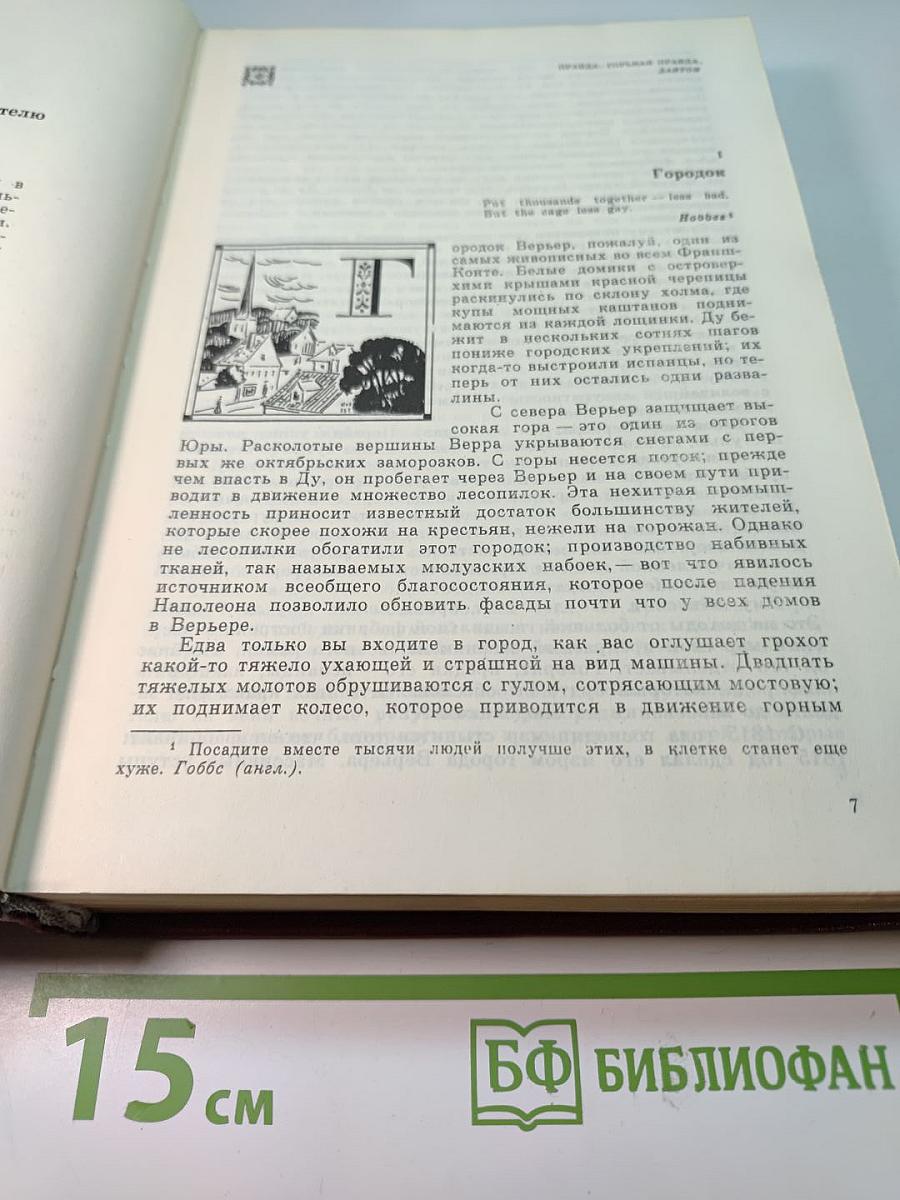 телю
в
ль-
е-
ПРАВДА, ГОРЬКАЯ ПРАВДА.
ДАНТОН
1
Городок
Put thousands together — less bad,
But the cage less gay.
Hobbes¹
Г
ородок Верьер, пожалуй, один из
самых живописных во всем Франш-
Конте. Белые домики с островер-
хими крышами красной черепицы
раскинулись по склону холма, где
купы мощных каштанов подни-
маются из каждой лощинки. Ду бе-
жит в нескольких сотнях шагов
пониже городских укреплений; их
когда-то выстроили испанцы, но те-
перь от них остались одни разва-
лины.
С севера Верьер защищает вы-
сокая гора — это один из отрогов
Юры. Расколотые вершины Верра укрываются снегами с пер-
вых же октябрьских заморозков. С горы несется поток; прежде
чем впасть в Ду, он пробегает через Верьер и на своем пути при-
водит в движение множество лесопилок. Эта нехитрая промыш-
ленность приносит известный достаток большинству жителей,
которые скорее похожи на крестьян, нежели на горожан. Однако
не лесопилки обогатили этот городок; производство набивных
тканей, так называемых мюлузских набоек,— вот что явилось
источником всеобщего благосостояния, которое после падения
Наполеона позволило обновить фасады почти что у всех домов
в Верьере.
Едва только вы входите в город, как вас оглушает грохот
какой-то тяжело ухающей и страшной на вид машины. Двадцать
тяжелых молотов обрушиваются с гулом, сотрясающим мостовую;
их поднимает колесо, которое приводится в движение горным
¹ Посадите вместе тысячи людей получше этих, в клетке станет еще
хуже. Гоббс (англ.).
7
15 см
БФ БИБЛИОФАН